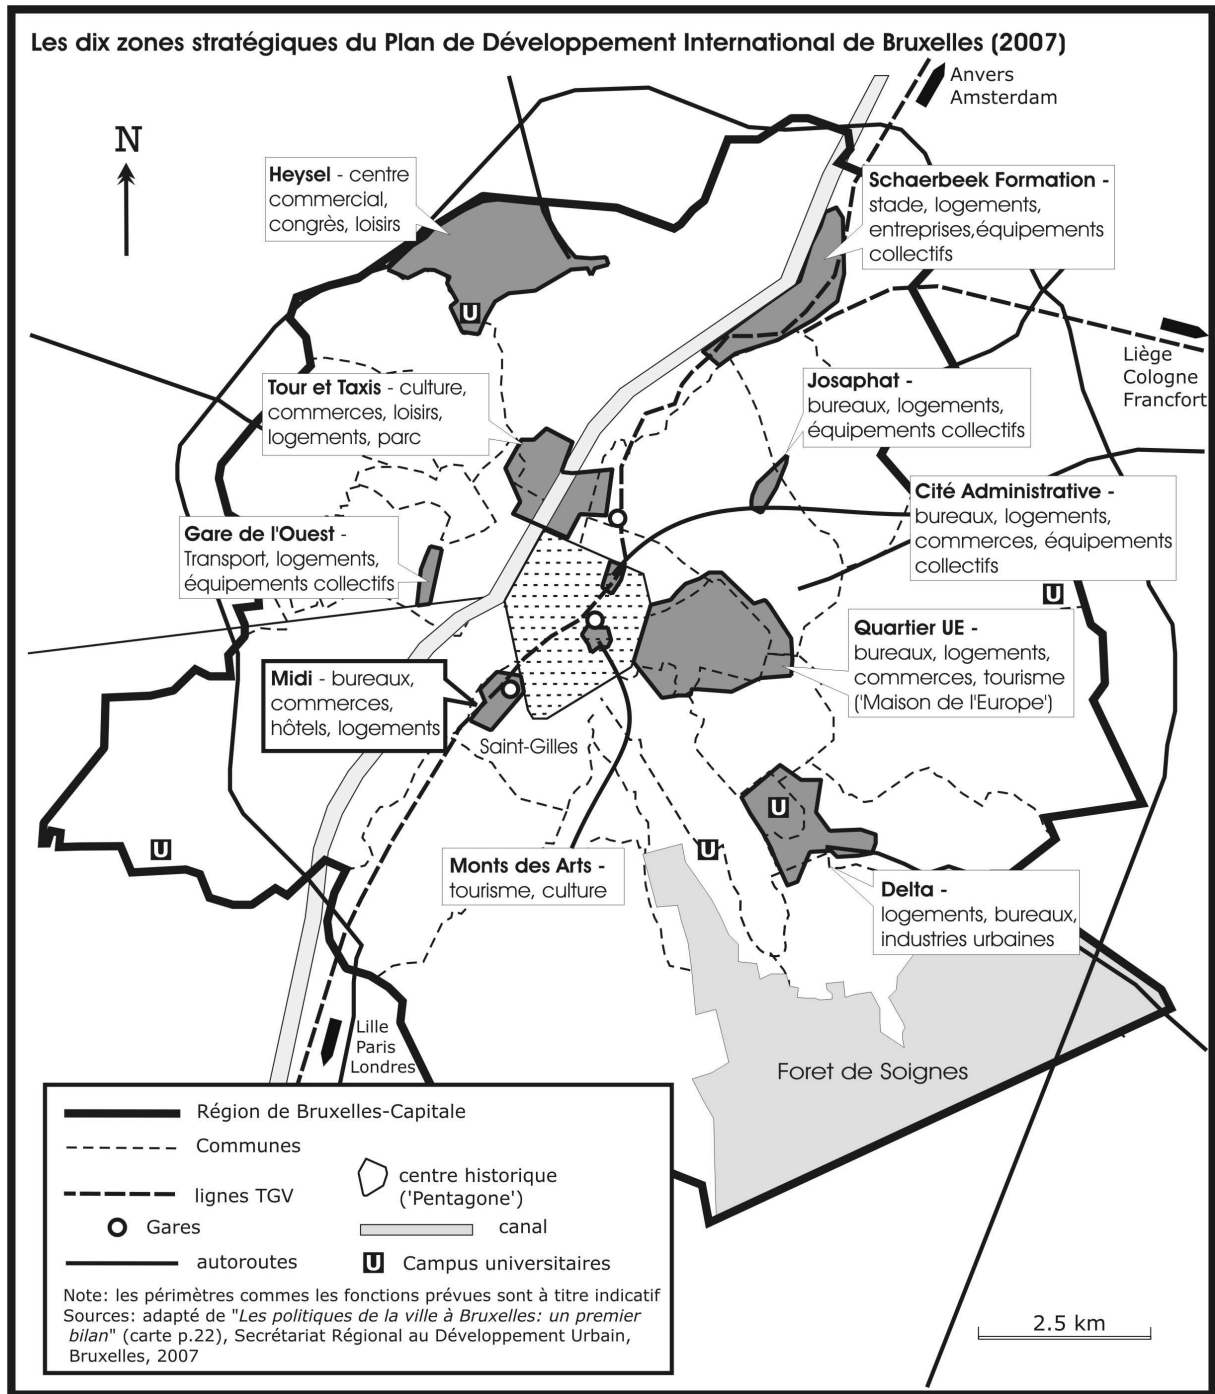 Les dix zones stratégiques du Plan de Développement International de Bruxelles (2007)
Anvers
Amsterdam
N
Heysel - centre
commercial,
congrès, loisirs
Schaerbeek Formation -
stade, logements,
entreprises,équipements
collectifs
U
Liège
Cologne
Francfort
Tour et Taxis - culture,
commerces, loisirs,
logements, parc
Josaphat -
bureaux, logements,
équipements collectifs
Cité Administrative -
bureaux, logements,
commerces, équipements
collectifs
Gare de l'Ouest -
Transport, logements,
équipements collectifs
U
Quartier UE -
bureaux, logements,
commerces, tourisme
('Maison de l'Europe')
Midi - bureaux,
commerces,
hôtels, logements
Saint-Gilles
U
U
U
Monts des Arts -
tourisme, culture
Delta -
logements, bureaux,
industries urbaines
Lille
Paris
Londres
Foret de Soignes
Région de Bruxelles-Capitale
Communes
lignes TGV
centre historique
('Pentagone')
Gares
canal
autoroutes
U Campus universitaires
Note: les périmètres commes les fonctions prévues sont à titre indicatif
Sources: adapté de "Les politiques de la ville à Bruxelles: un premier
bilan" (carte p.22), Secrétariat Régional au Développement Urbain,
Bruxelles, 2007
2.5 km